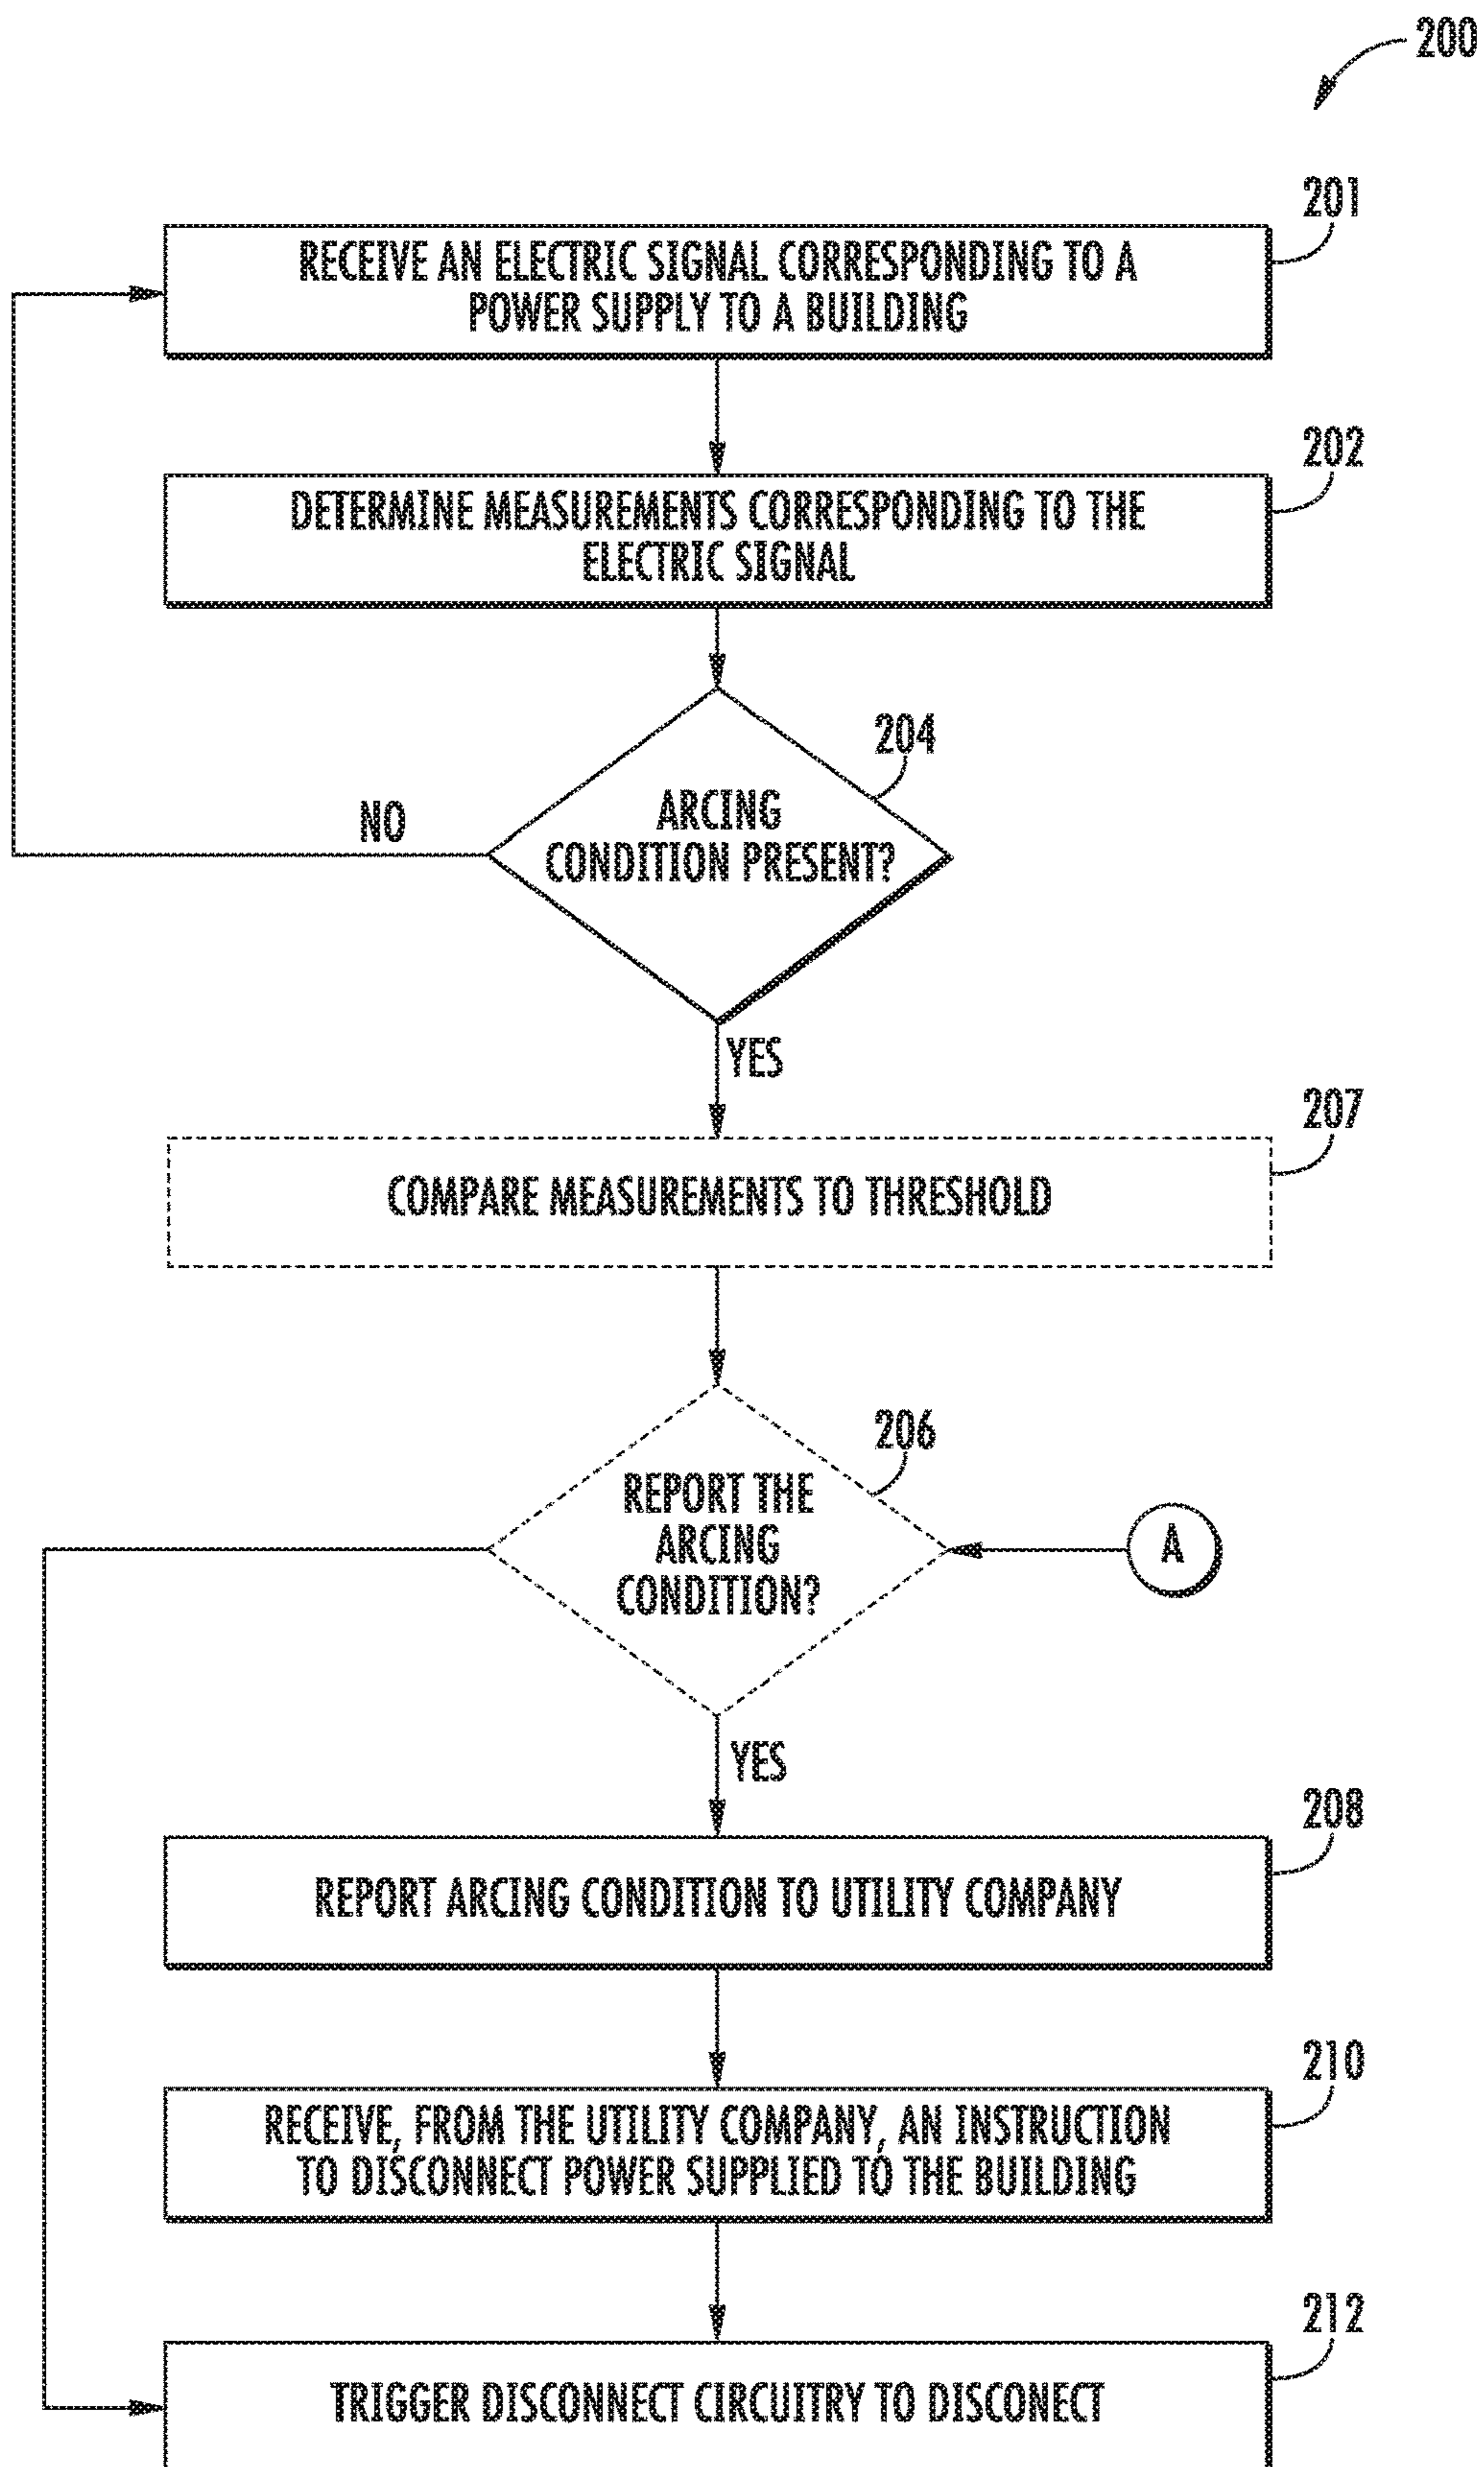 200
201
RECEIVE AN ELECTRIC SIGNAL CORRESPONDING TO A
POWER SUPPLY TO A BUILDING
202
DETERMINE MEASUREMENTS CORRESPONDING TO THE
ELECTRIC SIGNAL
204
ARCING
CONDITION PRESENT?
NO
YES
207
COMPARE MEASUREMENTS TO THRESHOLD
206
REPORT THE
ARCING
CONDITION?
A
YES
208
REPORT ARCING CONDITION TO UTILITY COMPANY
210
RECEIVE, FROM THE UTILITY COMPANY, AN INSTRUCTION
TO DISCONNECT POWER SUPPLIED TO THE BUILDING
212
TRIGGER DISCONNECT CIRCUITRY TO DISCONECT